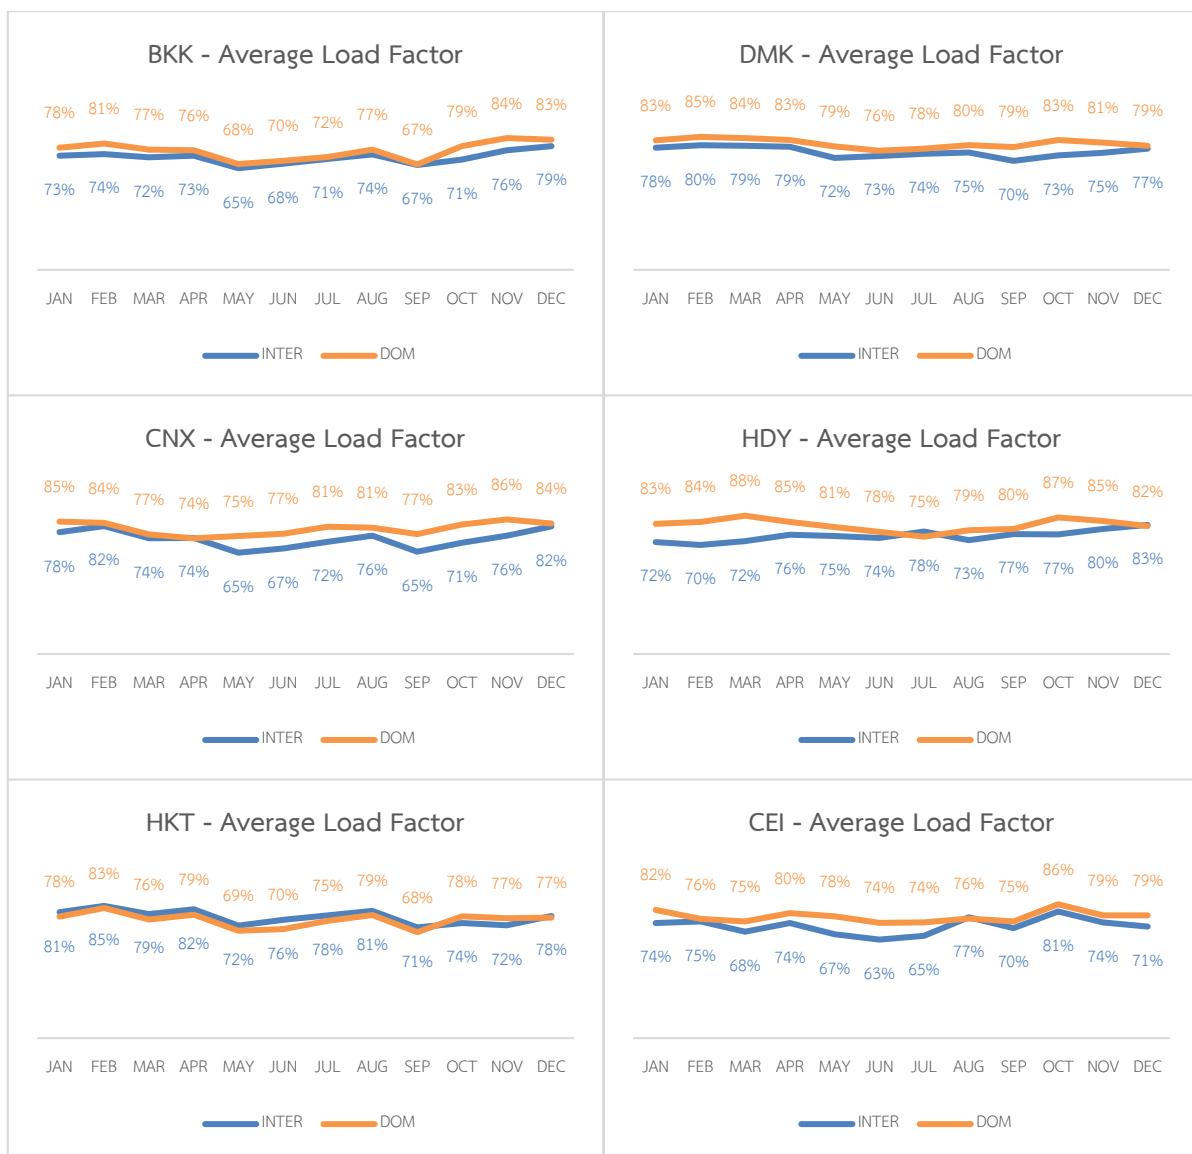 BKK - Average Load Factor
78% 81% 77% 76% 68% 70% 72% 77% 67% 79% 84% 83%
73% 74% 72% 73% 65% 68% 71% 74% 67% 71% 76% 79%
JAN FEB MAR APR MAY JUN JUL AUG SEP OCT NOV DEC
INTER DOM
DMK - Average Load Factor
83% 85% 84% 83% 79% 76% 78% 80% 79% 83% 81% 79%
78% 80% 79% 79% 72% 73% 74% 75% 70% 73% 75% 77%
JAN FEB MAR APR MAY JUN JUL AUG SEP OCT NOV DEC
INTER DOM
CNX - Average Load Factor
85% 84% 77% 74% 75% 77% 81% 81% 77% 83% 86% 84%
78% 82% 74% 74% 65% 67% 72% 76% 65% 71% 76% 82%
JAN FEB MAR APR MAY JUN JUL AUG SEP OCT NOV DEC
INTER DOM
HDY - Average Load Factor
83% 84% 88% 85% 81% 78% 75% 79% 80% 87% 85% 82%
72% 70% 72% 76% 75% 74% 78% 73% 77% 77% 80% 83%
JAN FEB MAR APR MAY JUN JUL AUG SEP OCT NOV DEC
INTER DOM
HKT - Average Load Factor
78% 83% 76% 79% 69% 70% 75% 79% 68% 78% 77% 77%
81% 85% 79% 82% 72% 76% 78% 81% 71% 74% 72% 78%
JAN FEB MAR APR MAY JUN JUL AUG SEP OCT NOV DEC
INTER DOM
CEI - Average Load Factor
82% 76% 75% 80% 78% 74% 74% 76% 75% 86% 79% 79%
74% 75% 68% 74% 67% 63% 65% 77% 70% 81% 74% 71%
JAN FEB MAR APR MAY JUN JUL AUG SEP OCT NOV DEC
INTER DOM